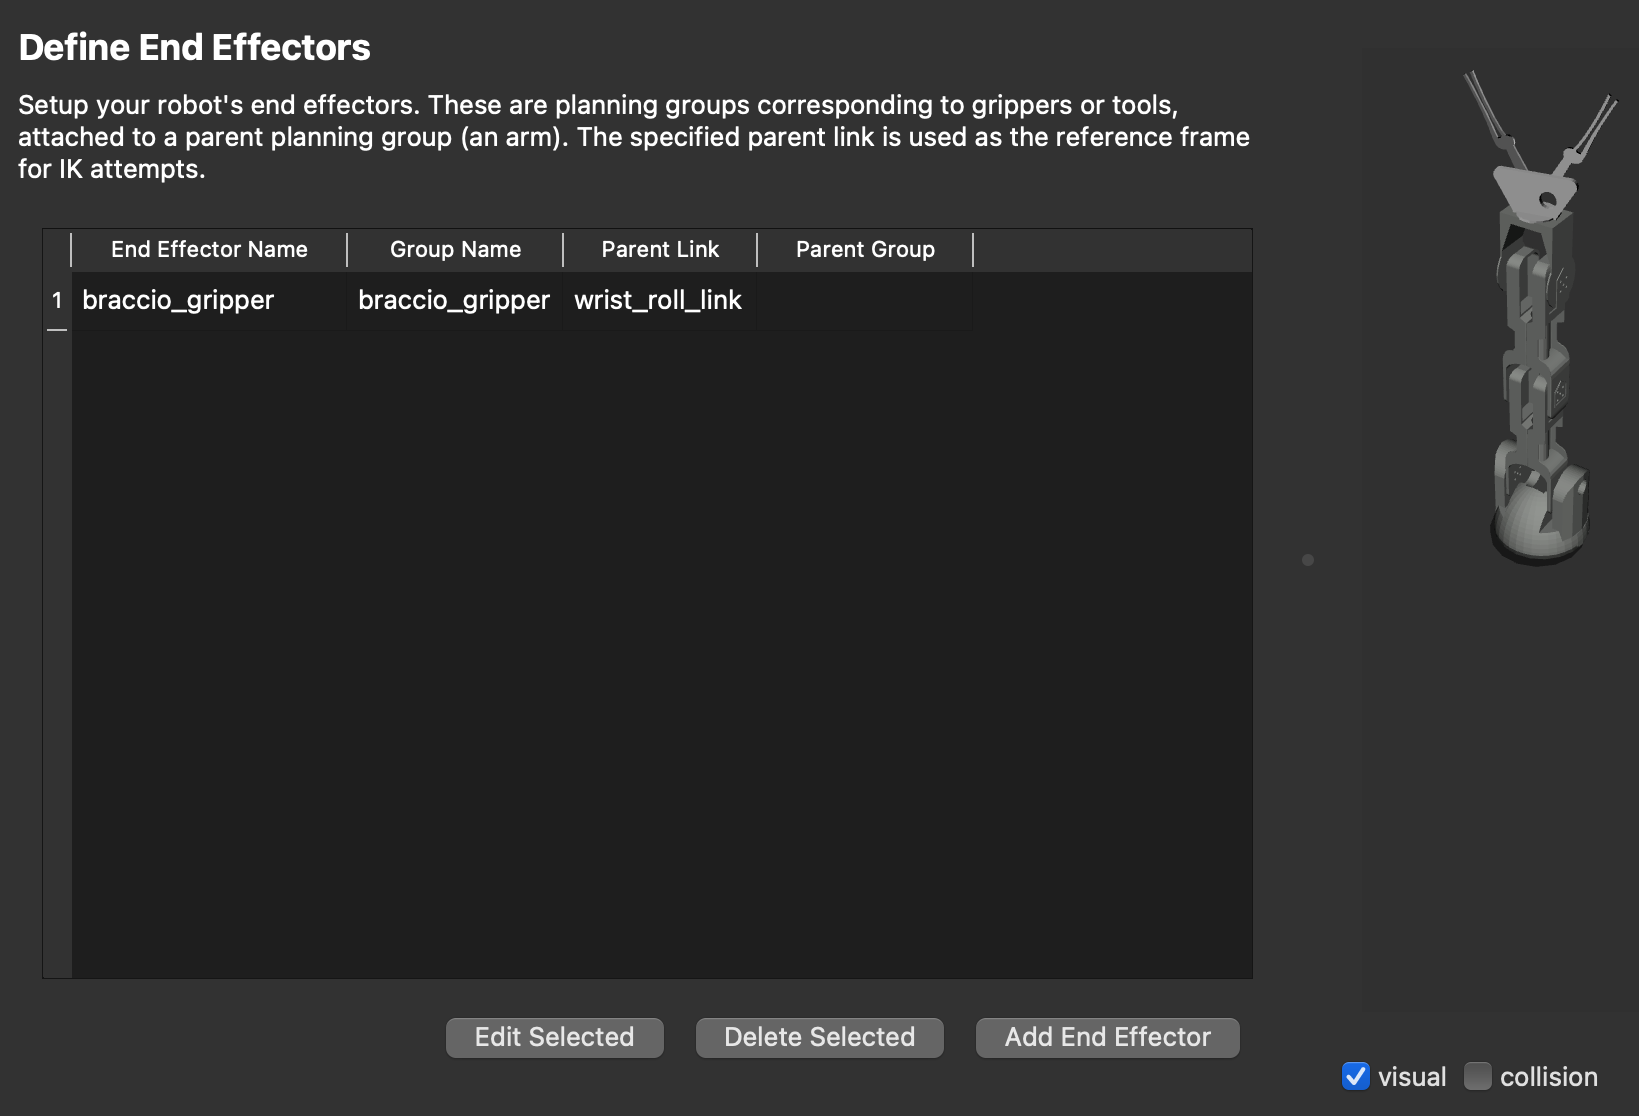 Define End Effectors
Setup your robot's end effectors. These are planning groups corresponding to grippers or tools,
attached to a parent planning group (an arm). The specified parent link is used as the reference frame
for IK attempts.
End Effector Name Group Name Parent Link Parent Group
1 braccio_gripper braccio_gripper wrist_roll_link
Edit Selected Delete Selected Add End Effector
visual collision